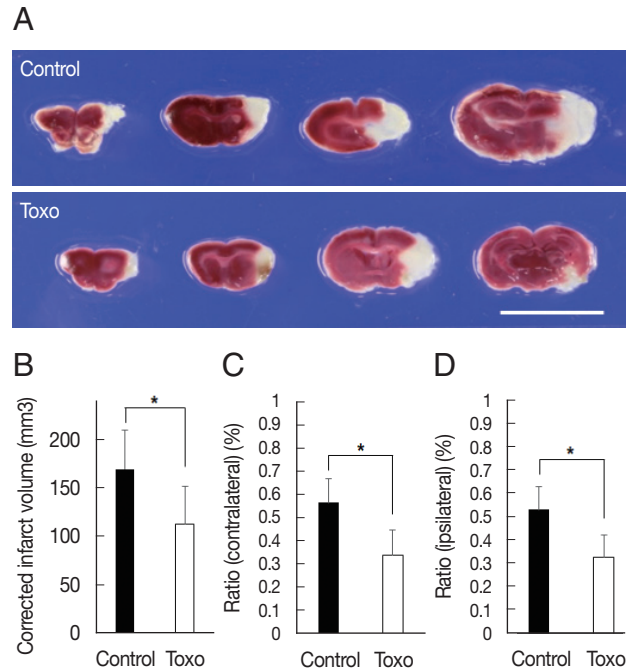 A
Control
Toxo
B
C
D
Corrected infarct volume (mm3)
200
150
100
50
0
*
Control Toxo
Ratio (contralateral) (%)
1
0.9
0.8
0.7
0.6
0.5
0.4
0.3
0.2
0.1
0
*
Control Toxo
Ratio (ipsilateral) (%)
1
0.9
0.8
0.7
0.6
0.5
0.4
0.3
0.2
0.1
0
*
Control Toxo